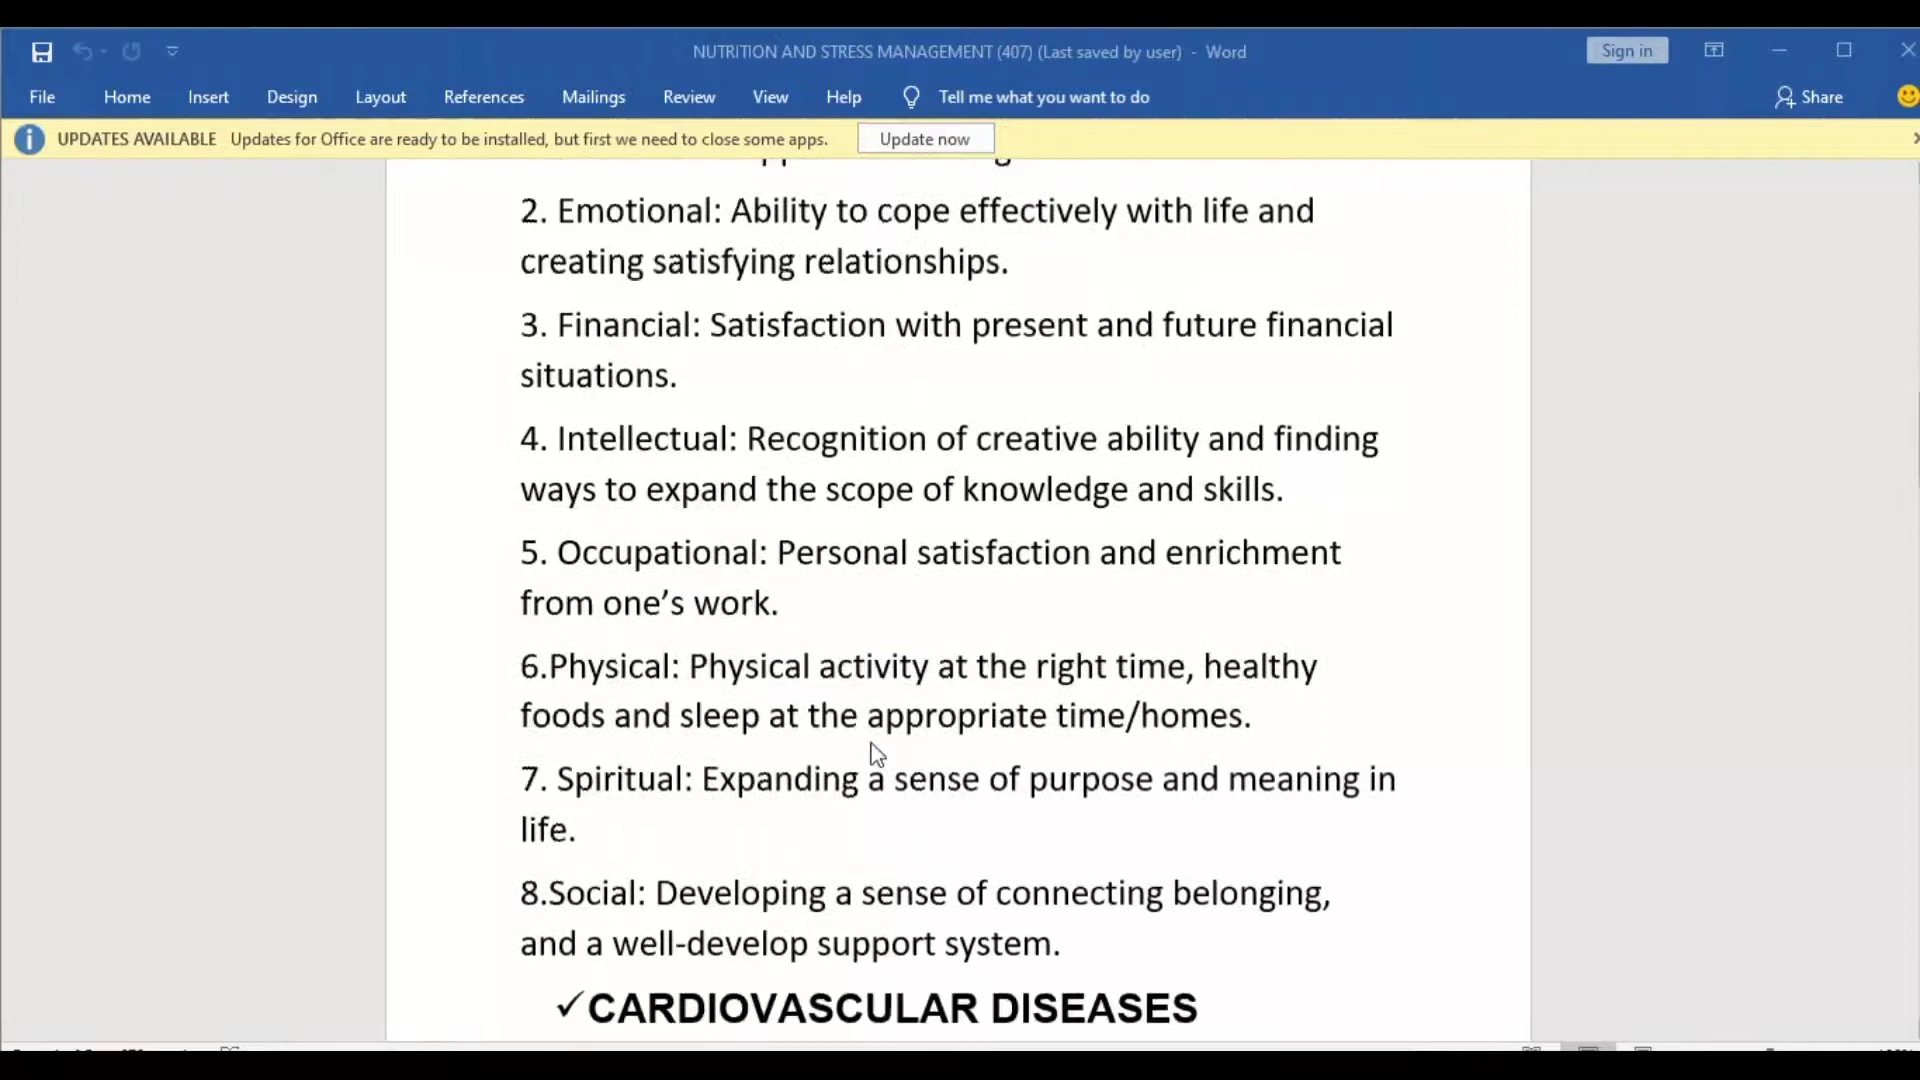 NUTRITION AND STRESS MANAGEMENT (407) (Last saved by user) - Word
Sign in
File Home Insert Design Layout References Mailings Review View Help Tell me what you want to do Share
UPDATES AVAILABLE Updates for Office are ready to be installed, but first we need to close some apps. Update now
2. Emotional: Ability to cope effectively with life and
creating satisfying relationships.
3. Financial: Satisfaction with present and future financial
situations.
4. Intellectual: Recognition of creative ability and finding
ways to expand the scope of knowledge and skills.
5. Occupational: Personal satisfaction and enrichment
from one’s work.
6.Physical: Physical activity at the right time, healthy
foods and sleep at the appropriate time/homes.
7. Spiritual: Expanding a sense of purpose and meaning in
life.
8.Social: Developing a sense of connecting belonging,
and a well-develop support system.
✓CARDIOVASCULAR DISEASES